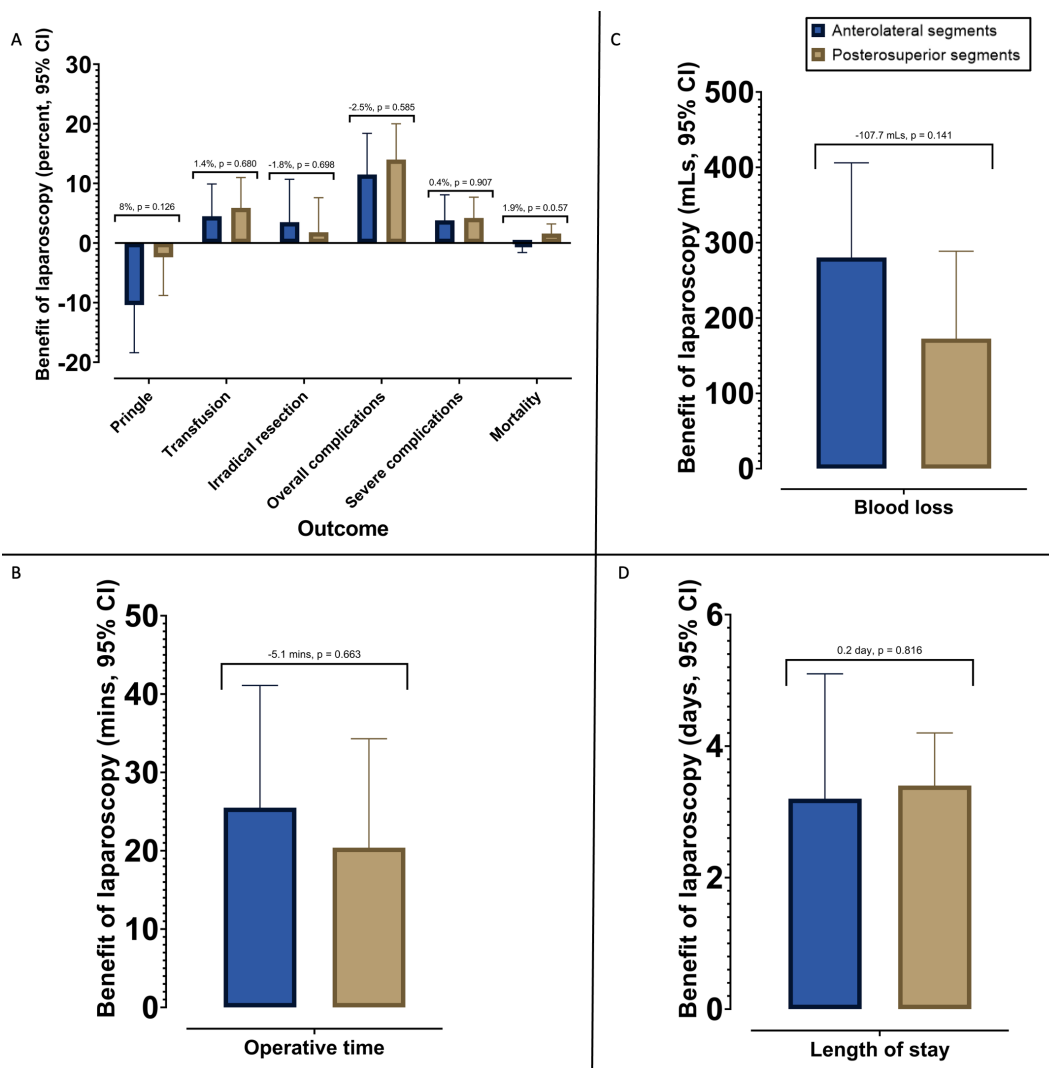 A
Benefit of laparoscopy (percent, 95% CI)
30
20
10
0
-10
-20
8%, p = 0.126
1.4%, p = 0.680
-1.8%, p = 0.698
-2.5%, p = 0.585
0.4%, p = 0.907
1.9%, p = 0.0.57
Pringle
Transfusion
Irradical resection
Overall complications
Severe complications
Mortality
Outcome
C
Anterolateral segments
Posterosuperior segments
Benefit of laparoscopy (mLs, 95% CI)
500
400
300
200
100
0
-107.7 mLs, p = 0.141
Blood loss
B
Benefit of laparoscopy (mins, 95% CI)
50
40
30
20
10
0
-5.1 mins, p = 0.663
Operative time
D
Benefit of laparoscopy (days, 95% CI)
6
4
2
0
0.2 day, p = 0.816
Length of stay